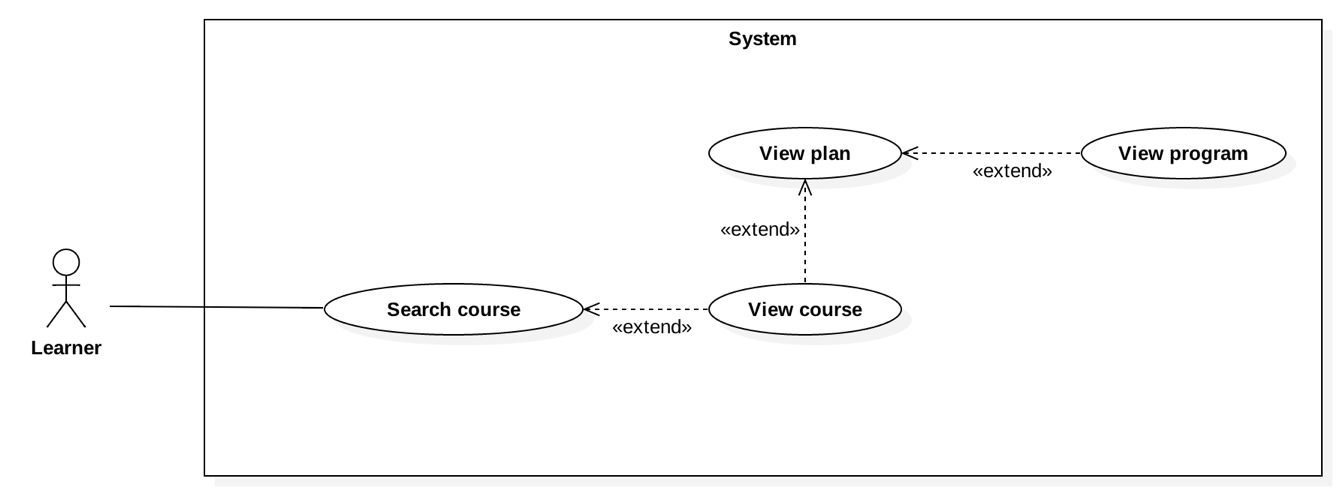 System
View plan
View program
«extend»
«extend»
Search course
View course
«extend»
Learner